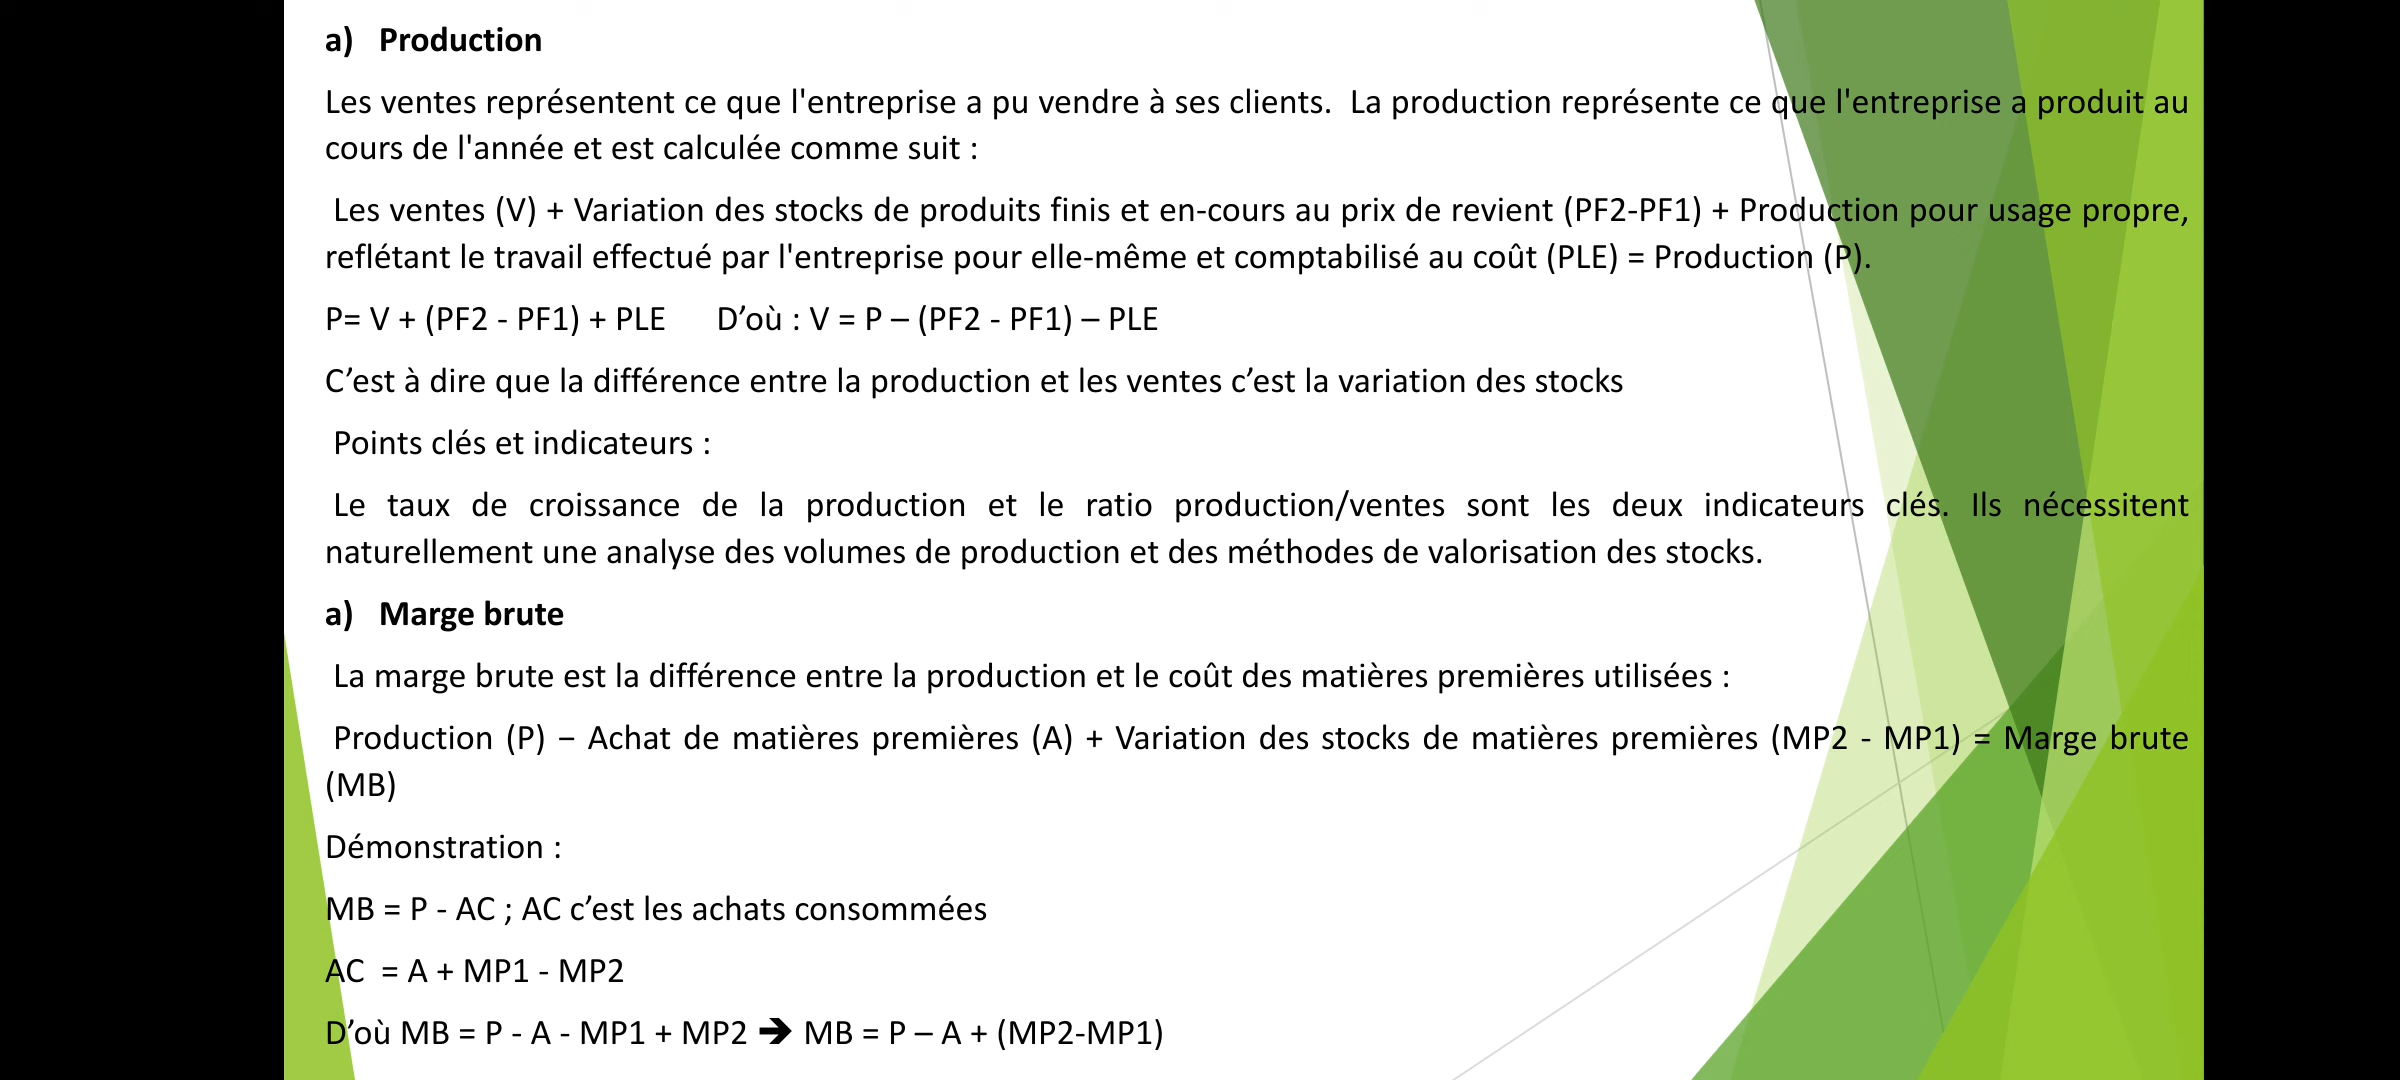 a) Production
Les ventes représentent ce que l'entreprise a pu vendre à ses clients. La production représente ce que l'entreprise a produit au
cours de l'année et est calculée comme suit :
Les ventes (V) + Variation des stocks de produits finis et en-cours au prix de revient (PF2-PF1) + Production pour usage propre,
reflétant le travail effectué par l'entreprise pour elle-même et comptabilisé au coût (PLE) = Production (P).
P= V + (PF2 - PF1) + PLE D’où : V = P – (PF2 - PF1) – PLE
C’est à dire que la différence entre la production et les ventes c’est la variation des stocks
Points clés et indicateurs :
Le taux de croissance de la production et le ratio production/ventes sont les deux indicateurs clés. Ils nécessitent
naturellement une analyse des volumes de production et des méthodes de valorisation des stocks.
a) Marge brute
La marge brute est la différence entre la production et le coût des matières premières utilisées :
Production (P) − Achat de matières premières (A) + Variation des stocks de matières premières (MP2 - MP1) = Marge brute
(MB)
Démonstration :
MB = P - AC ; AC c’est les achats consommées
AC = A + MP1 - MP2
D’où MB = P - A - MP1 + MP2 ➔ MB = P – A + (MP2-MP1)